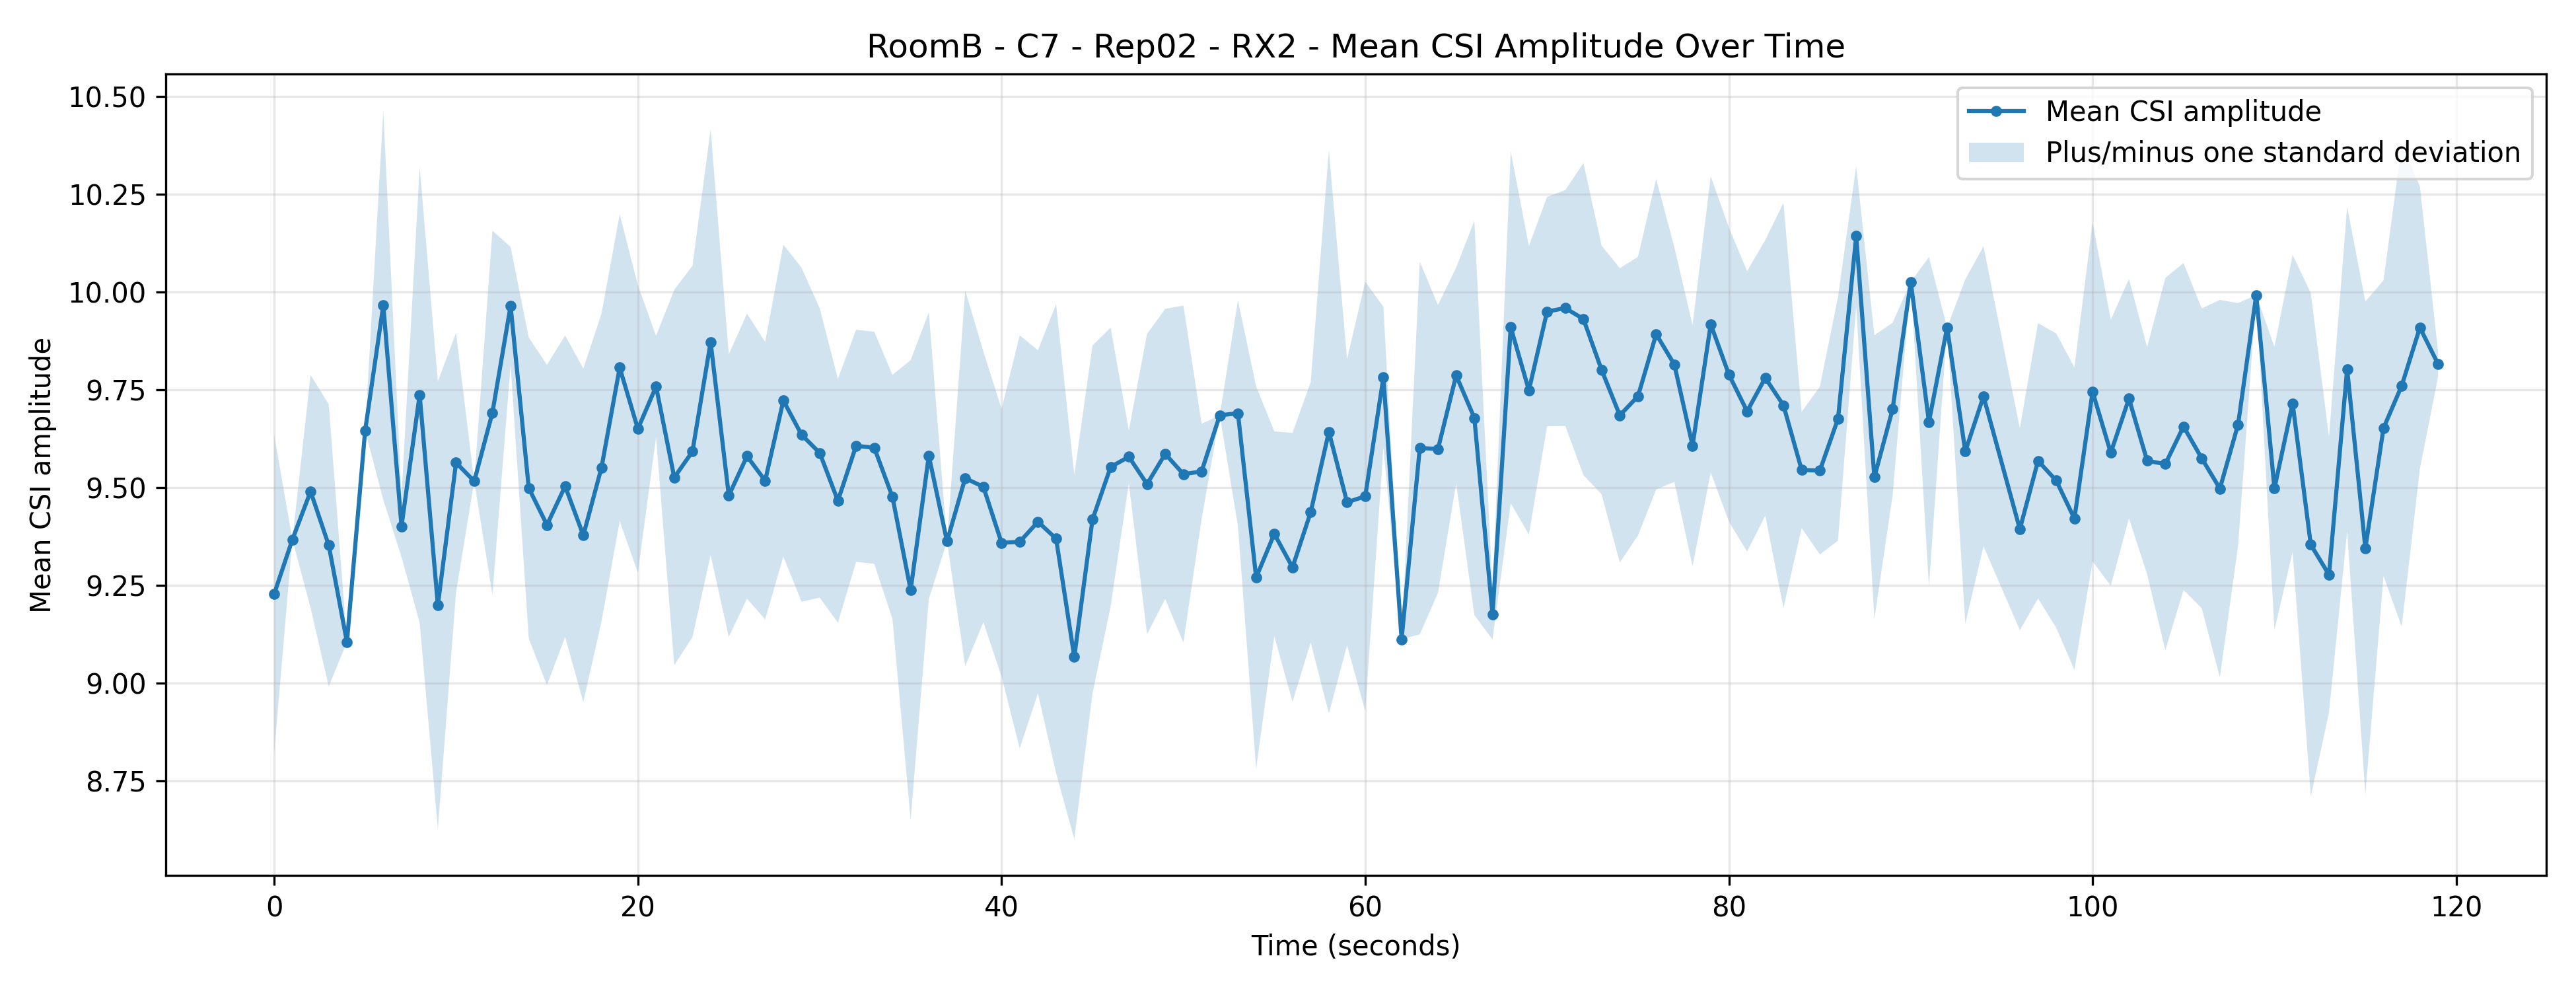 RoomB - C7 - Rep02 - RX2 - Mean CSI Amplitude Over Time
Mean CSI amplitude
Plus/minus one standard deviation
10.50
10.25
10.00
9.75
9.50
9.25
9.00
8.75
Mean CSI amplitude
0 20 40 60 80 100 120
Time (seconds)